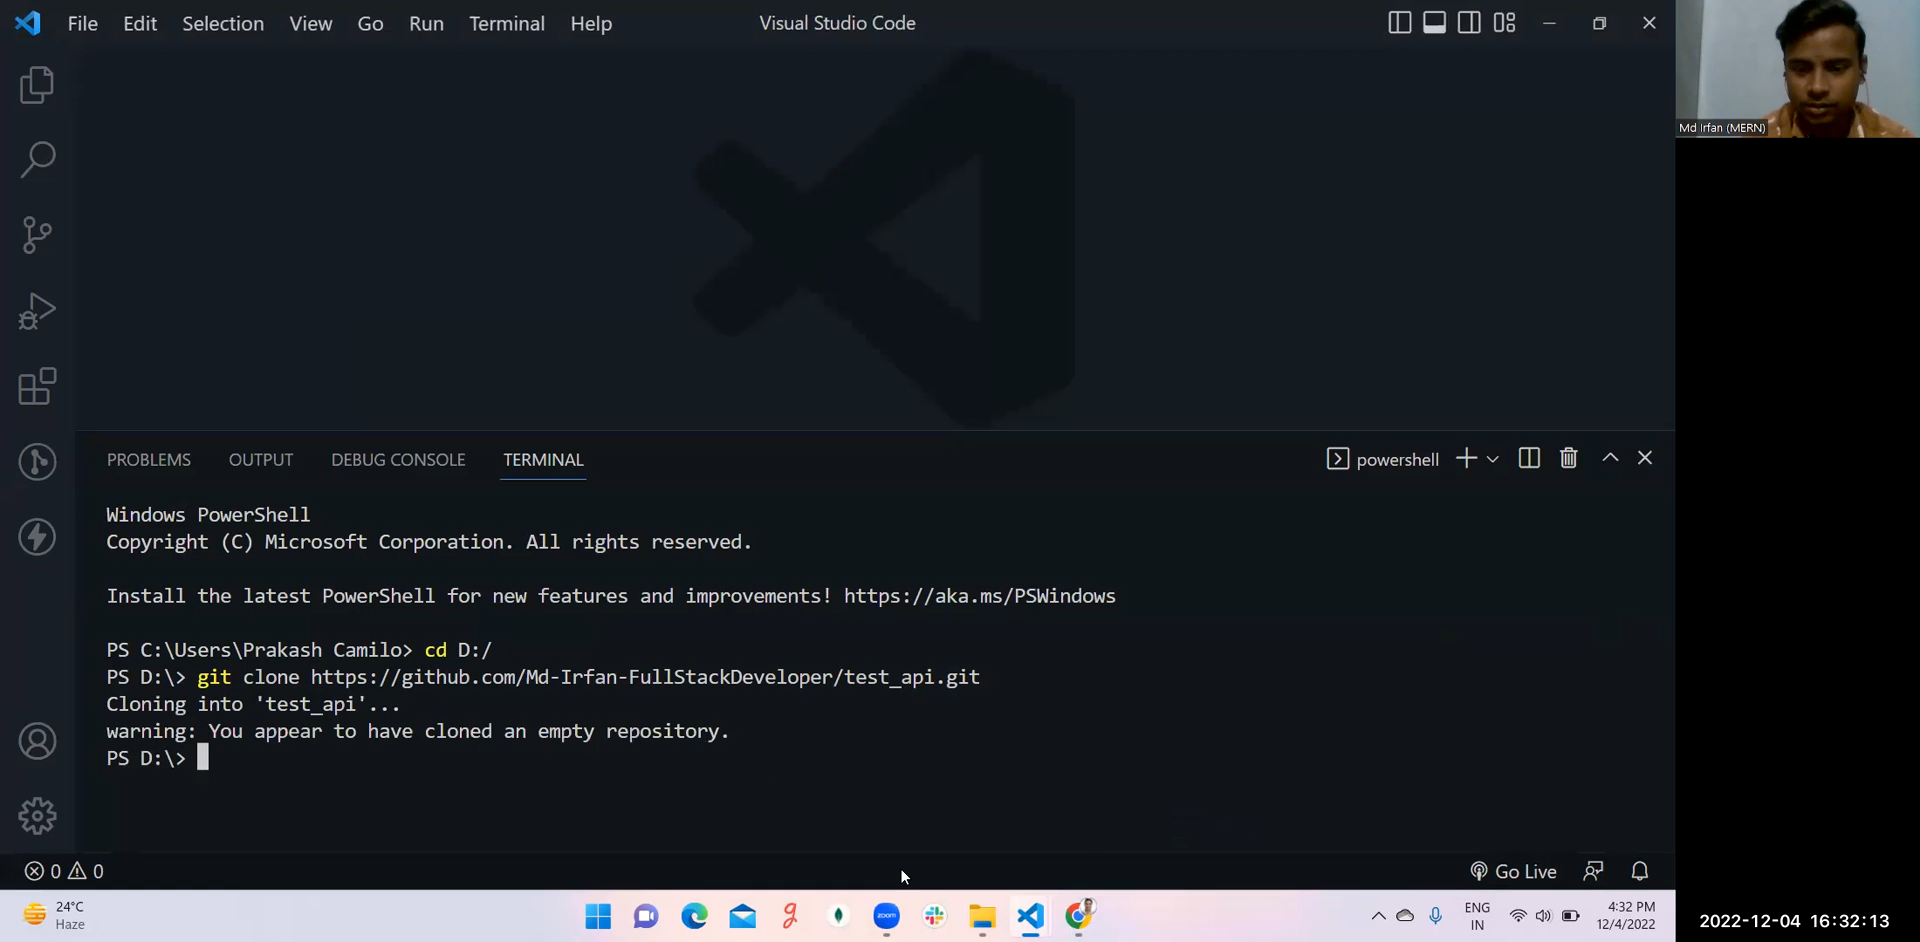 File Edit Selection View Go Run Terminal Help
Visual Studio Code
Md Irfan (MERN)
PROBLEMS OUTPUT DEBUG CONSOLE TERMINAL
powershell
Windows PowerShell
Copyright (C) Microsoft Corporation. All rights reserved.
Install the latest PowerShell for new features and improvements! https://aka.ms/PSWindows
PS C:\Users\Prakash Camilo> cd D:/
PS D:\> git clone https://github.com/Md-Irfan-FullStackDeveloper/test_api.git
Cloning into 'test_api'...
warning: You appear to have cloned an empty repository.
PS D:\>
0 0
Go Live
24°C
Haze
zoom
ENG
IN
4:32 PM
12/4/2022
2022-12-04 16:32:13